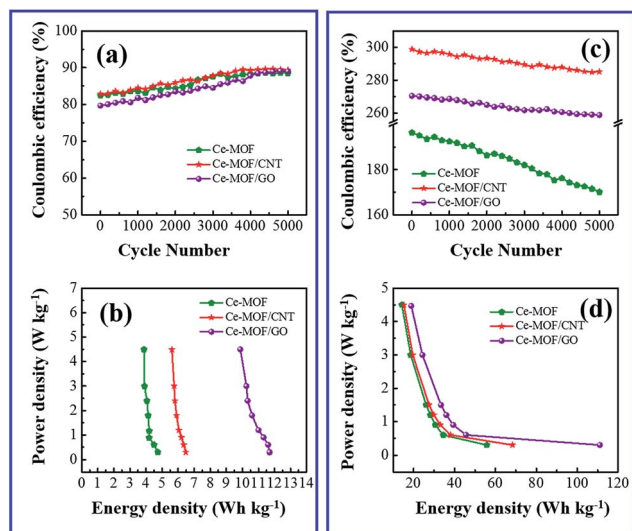 (a)
Coulombic efficiency (%)
100
90
80
70
60
50
Ce-MOF
Ce-MOF/CNT
Ce-MOF/GO
0 1000 2000 3000 4000 5000
Cycle Number
(b)
Power density (W kg⁻¹)
7
6
5
4
3
2
1
0
Ce-MOF
Ce-MOF/CNT
Ce-MOF/GO
0 1 2 3 4 5 6 7 8 9 10 11 12 13 14
Energy density (Wh kg⁻¹)
(c)
Coulombic efficiency (%)
300
280
260
170
Ce-MOF
Ce-MOF/CNT
Ce-MOF/GO
0 1000 2000 3000 4000 5000
Cycle Number
(d)
Power density (W kg⁻¹)
5
4
3
2
1
0
Ce-MOF
Ce-MOF/CNT
Ce-MOF/GO
20 40 60 80 100 120
Energy density (Wh kg⁻¹)